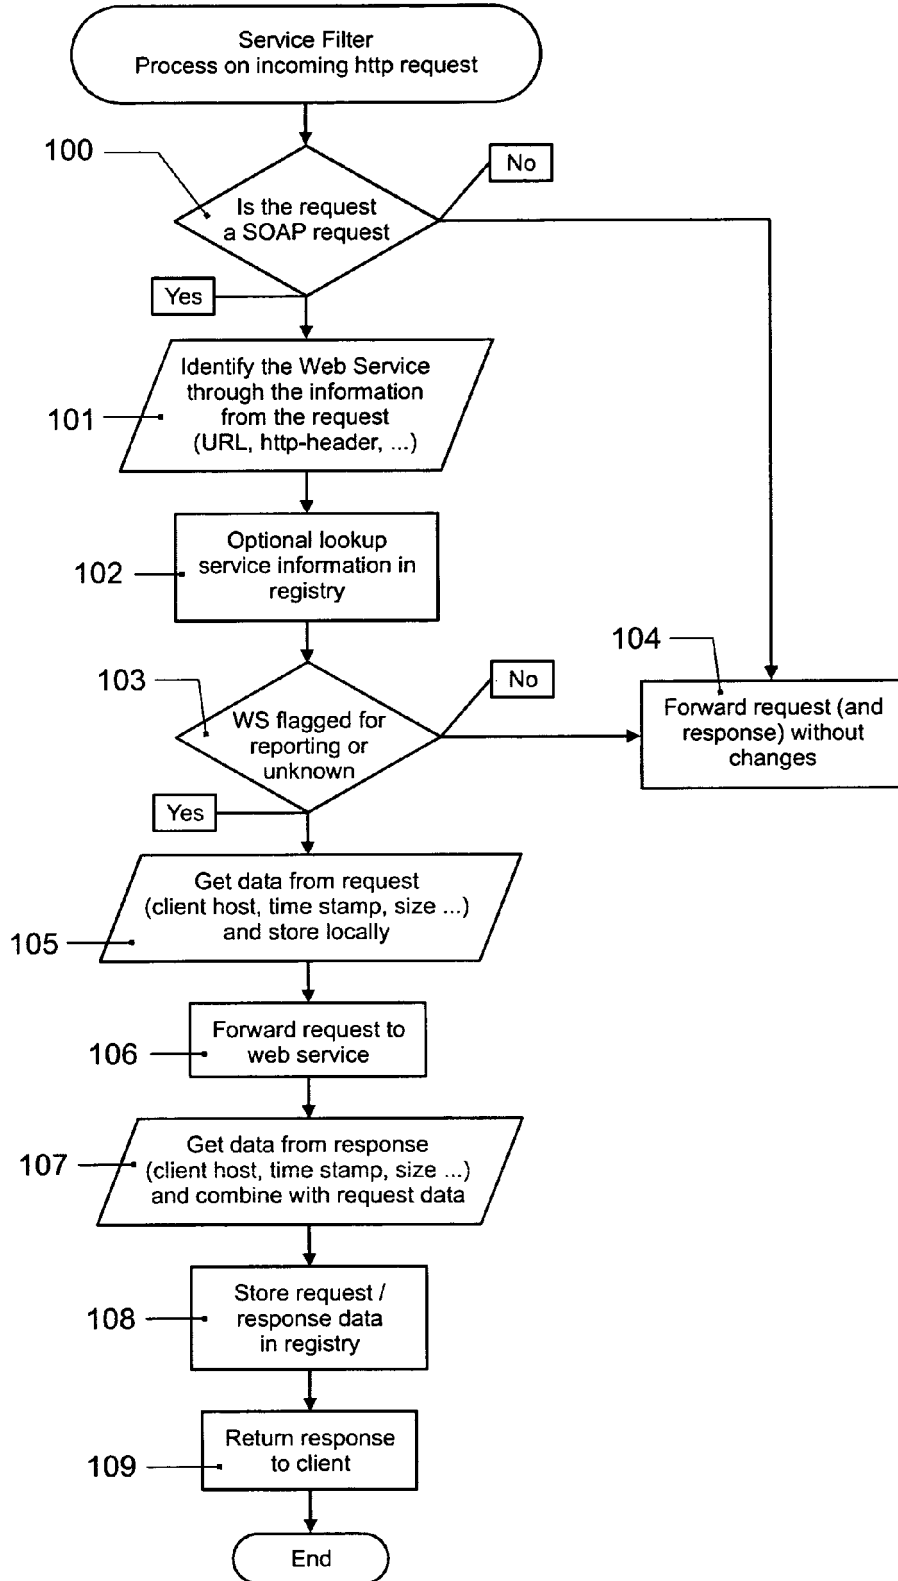 Service Filter
Process on incoming http request
100
No
Is the request
a SOAP request
Yes
Identify the Web Service
through the information
from the request
(URL, http-header, ...)
101
Optional lookup
service information in
registry
102
104
103
No
WS flagged for
reporting or
unknown
Forward request (and
response) without
changes
Yes
Get data from request
(client host, time stamp, size ...)
and store locally
105
Forward request to
web service
106
Get data from response
(client host, time stamp, size ...)
and combine with request data
107
Store request /
response data
in registry
108
Return response
to client
109
End